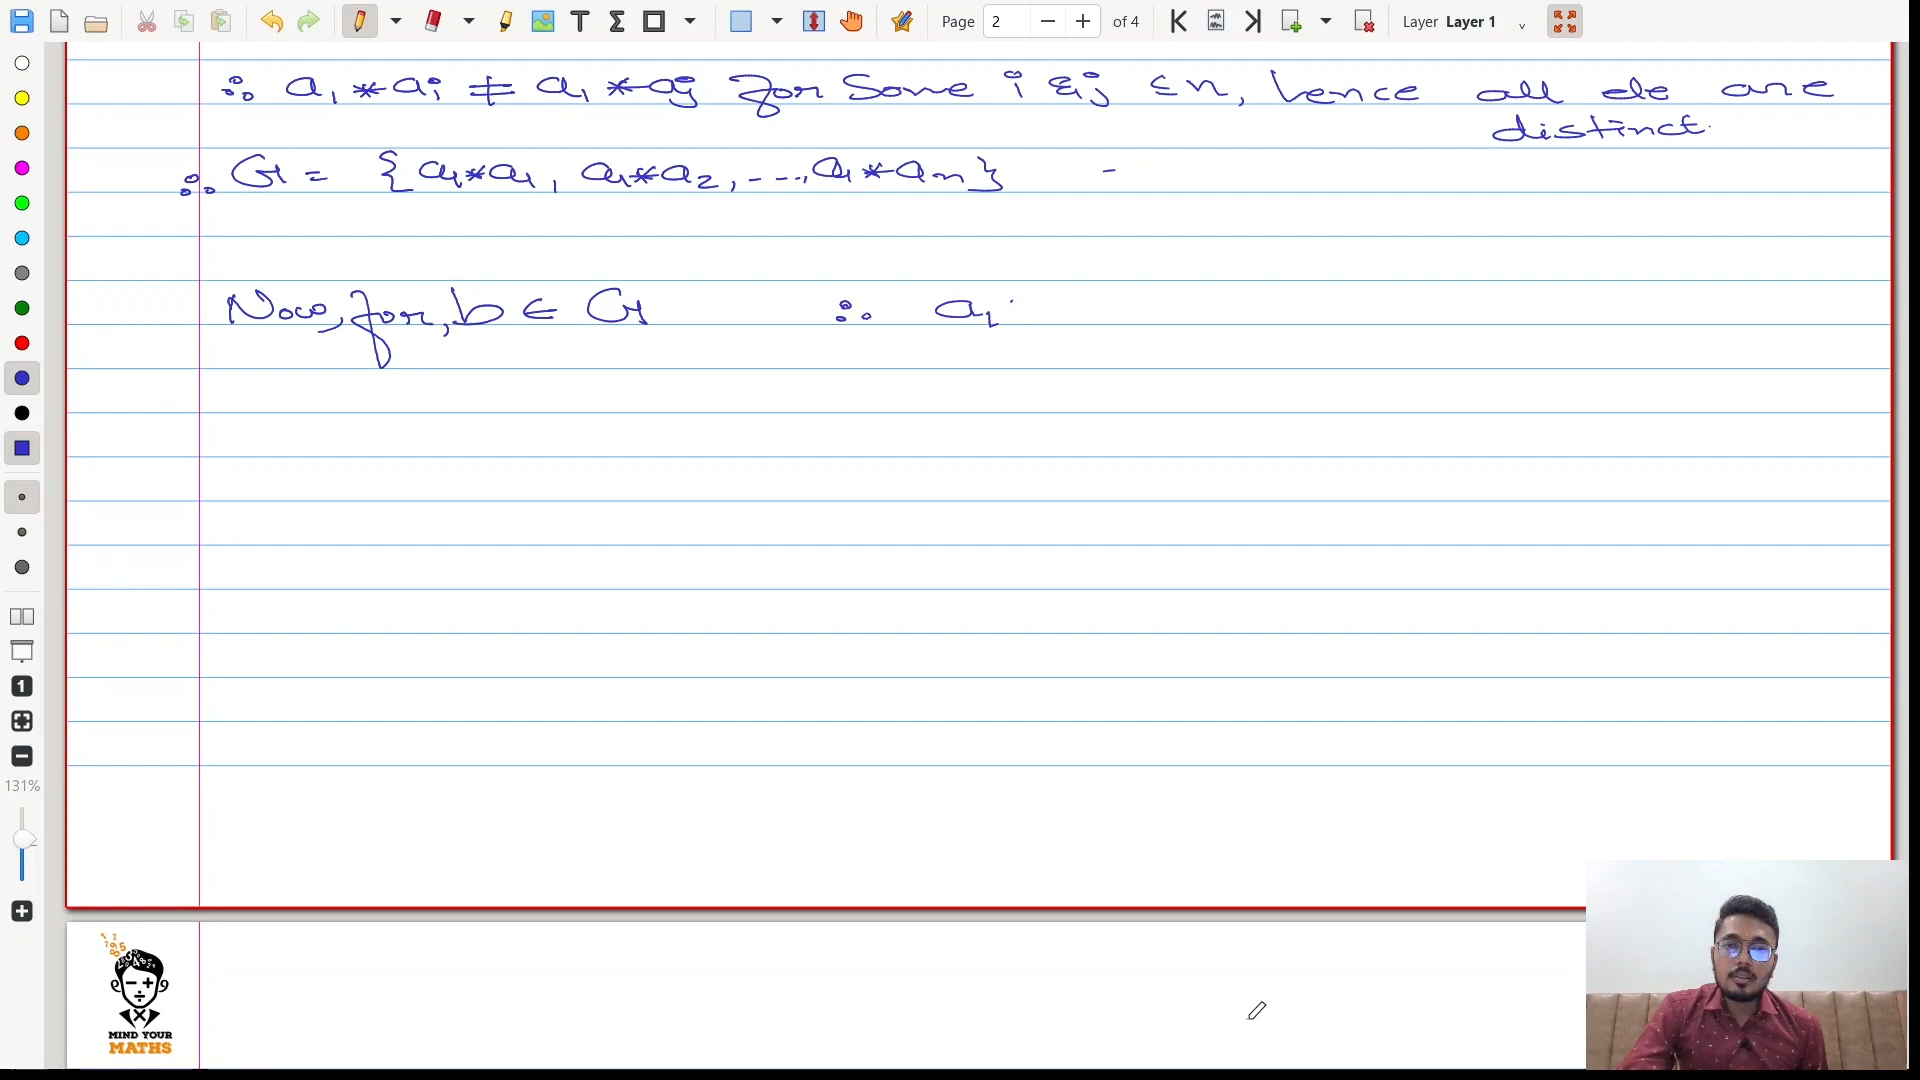 Page 2 of 4 Layer Layer 1
∴ a₁ * aᵢ ≠ a₁ * aⱼ for some i & j ≤ n, hence all ele are
distinct.
∴ G = {a₁*a₁, a₁*a₂, ---, a₁*aₙ} -
Now, for, b ∈ G ∴ a₁
1
131%
MIND YOUR
MATHS